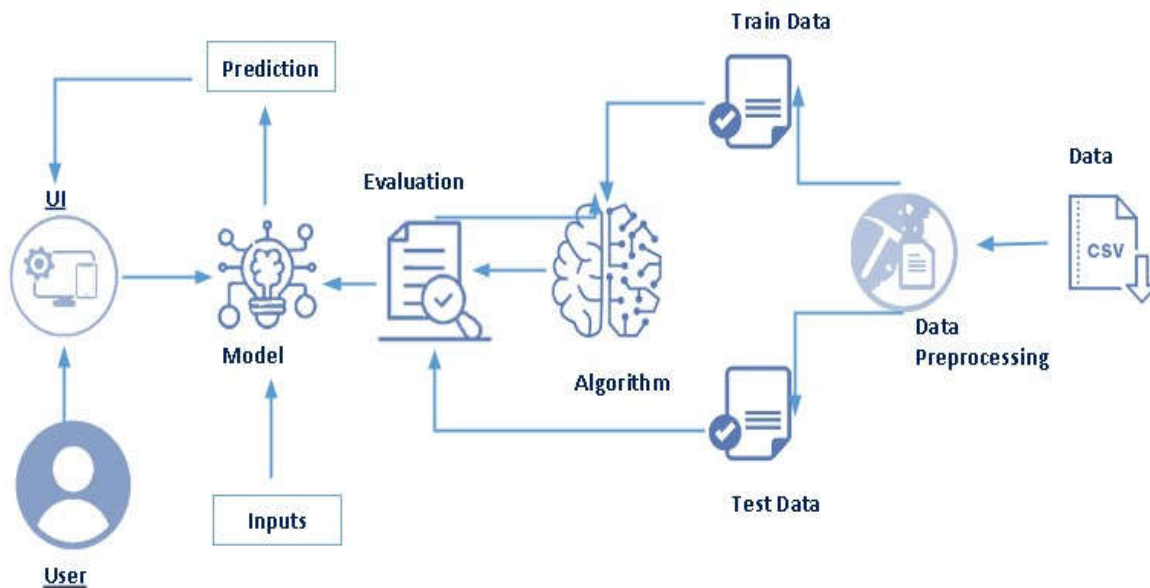 Train Data
Prediction
Data
Evaluation
UI
CSV
Data
Preprocessing
Model
Algorithm
Test Data
Inputs
User